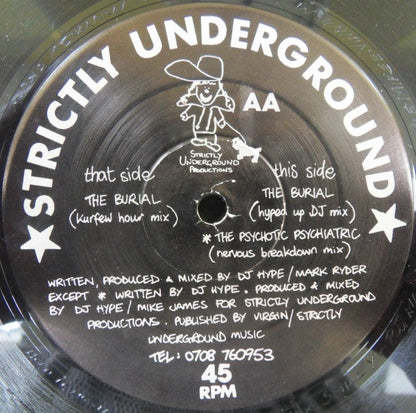 STRICTLY UNDERGROUND
AA
STRICTLY
UNDERGROUND
PRODUCTIONS
that side
THE BURIAL
(kurfew hour mix)
this side
THE BURIAL
(hyped up DJ mix)
* THE PSYCHOTIC PSYCHIATRIC
(nervous breakdown mix)
WRITTEN, PRODUCED & MIXED BY DJ HYPE / MARK RYDER
EXCEPT * WRITTEN BY DJ HYPE. PRODUCED & MIXED
BY DJ HYPE / MIKE JAMES FOR STRICTLY UNDERGROUND
PRODUCTIONS. PUBLISHED BY VIRGIN / STRICTLY
UNDERGROUND MUSIC
TEL: 0708 760953
45
RPM